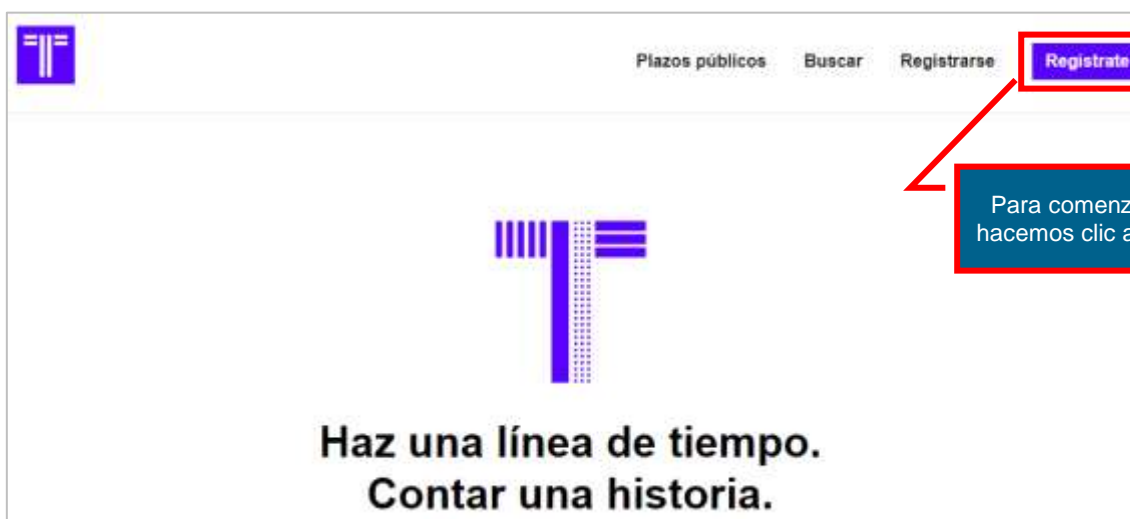 Plazos públicos Buscar Registrarse Registrate
Para comenz
hacemos clic a
Haz una línea de tiempo.
Contar una historia.